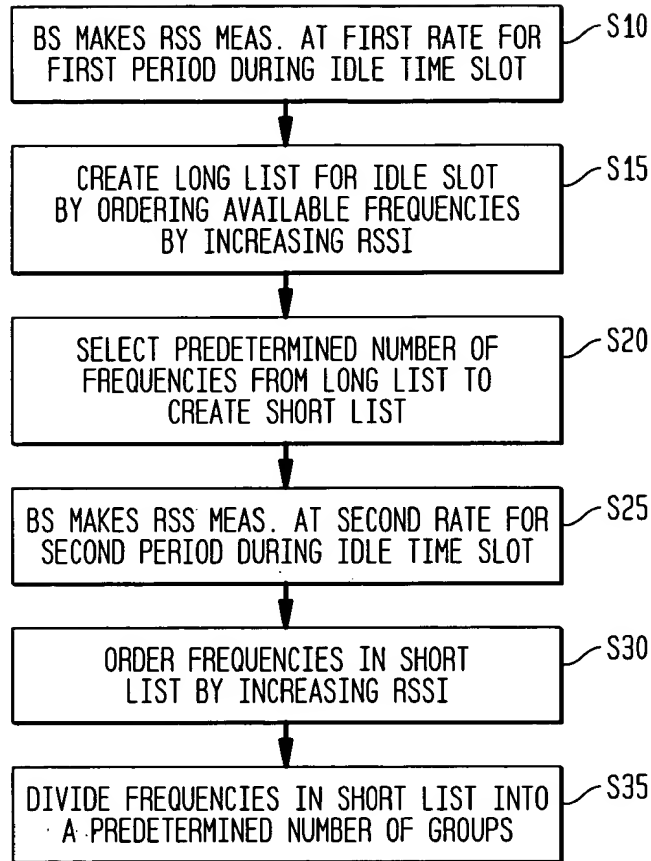 BS MAKES RSS MEAS. AT FIRST RATE FOR
FIRST PERIOD DURING IDLE TIME SLOT
S10
CREATE LONG LIST FOR IDLE SLOT
BY ORDERING AVAILABLE FREQUENCIES
BY INCREASING RSSI
S15
SELECT PREDETERMINED NUMBER OF
FREQUENCIES FROM LONG LIST TO
CREATE SHORT LIST
S20
BS MAKES RSS MEAS. AT SECOND RATE FOR
SECOND PERIOD DURING IDLE TIME SLOT
S25
ORDER FREQUENCIES IN SHORT
LIST BY INCREASING RSSI
S30
DIVIDE FREQUENCIES IN SHORT LIST INTO
A PREDETERMINED NUMBER OF GROUPS
S35